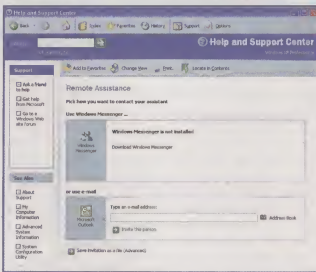 Help and Support Center
Back
Index
Favorites
History
Support
Options
Help and Support Center
Support
Add to Favorites
Change View
Print
Locate in Contents
Ask a friend to help
Get help from Microsoft
Go to a Windows Web site forum
Remote Assistance
Pick how you want to contact your assistant
Use Windows Messenger ...
Windows Messenger
Windows Messenger is not installed
Download Windows Messenger
See Also
About Support
My Computer Information
Advanced System Information
System Configuration Utility
or use e-mail
Microsoft Outlook
Type an e-mail address:
Address Book
Invite this person
Save invitation as a file (Advanced)